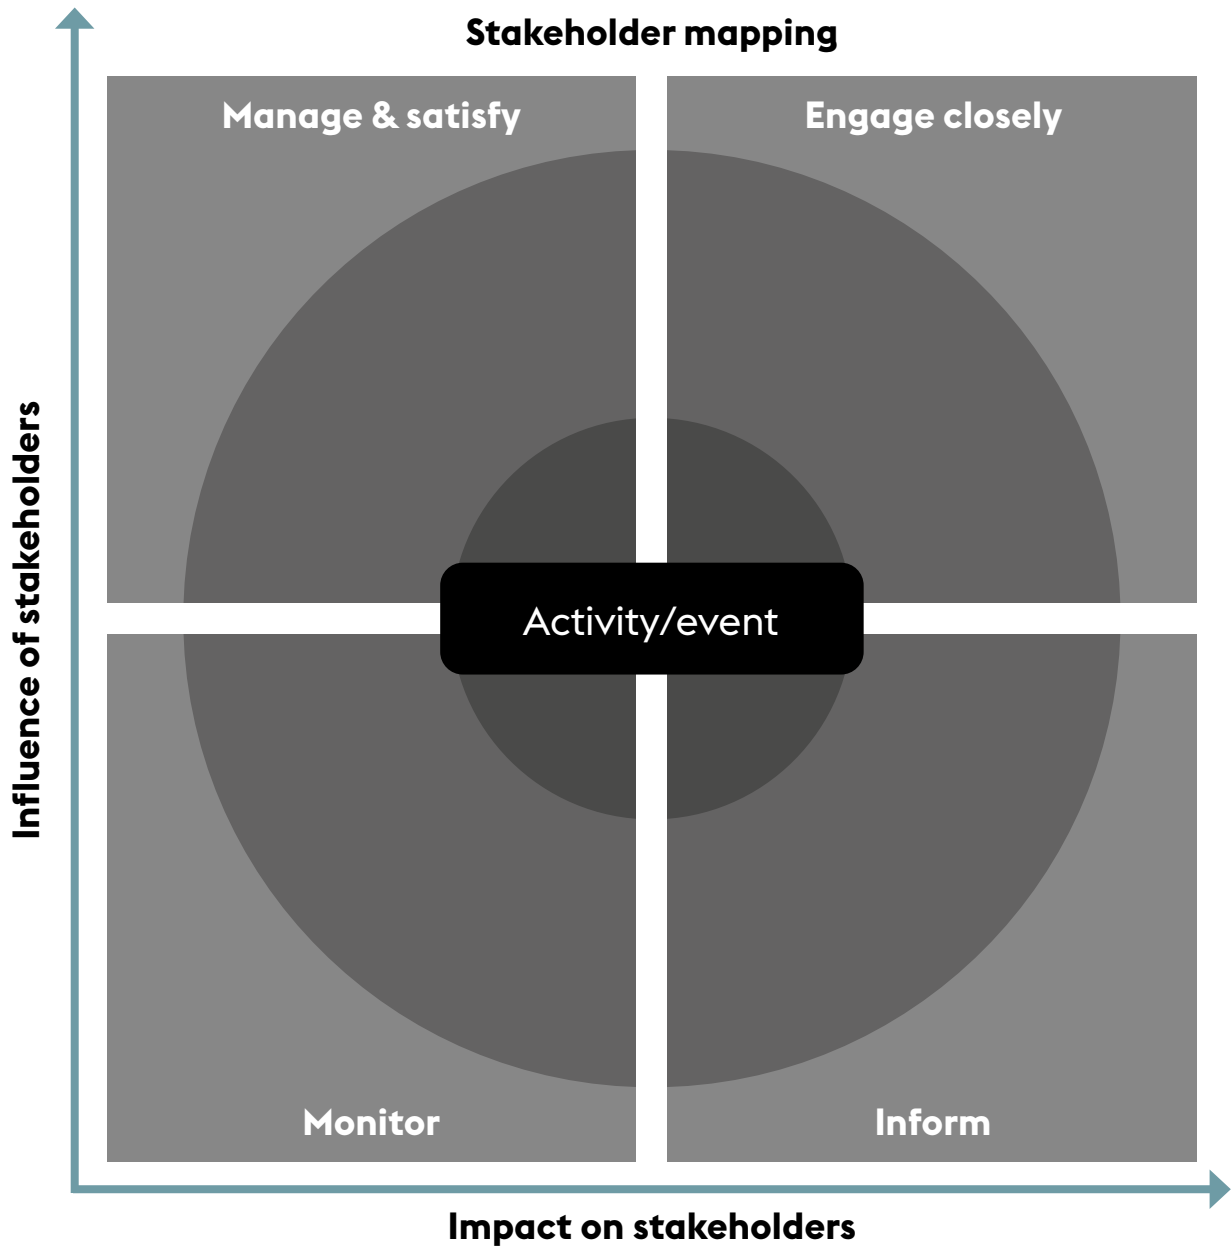 Stakeholder mapping
Manage & satisfy
Engage closely
Influence of stakeholders
Activity/event
Monitor
Inform
Impact on stakeholders